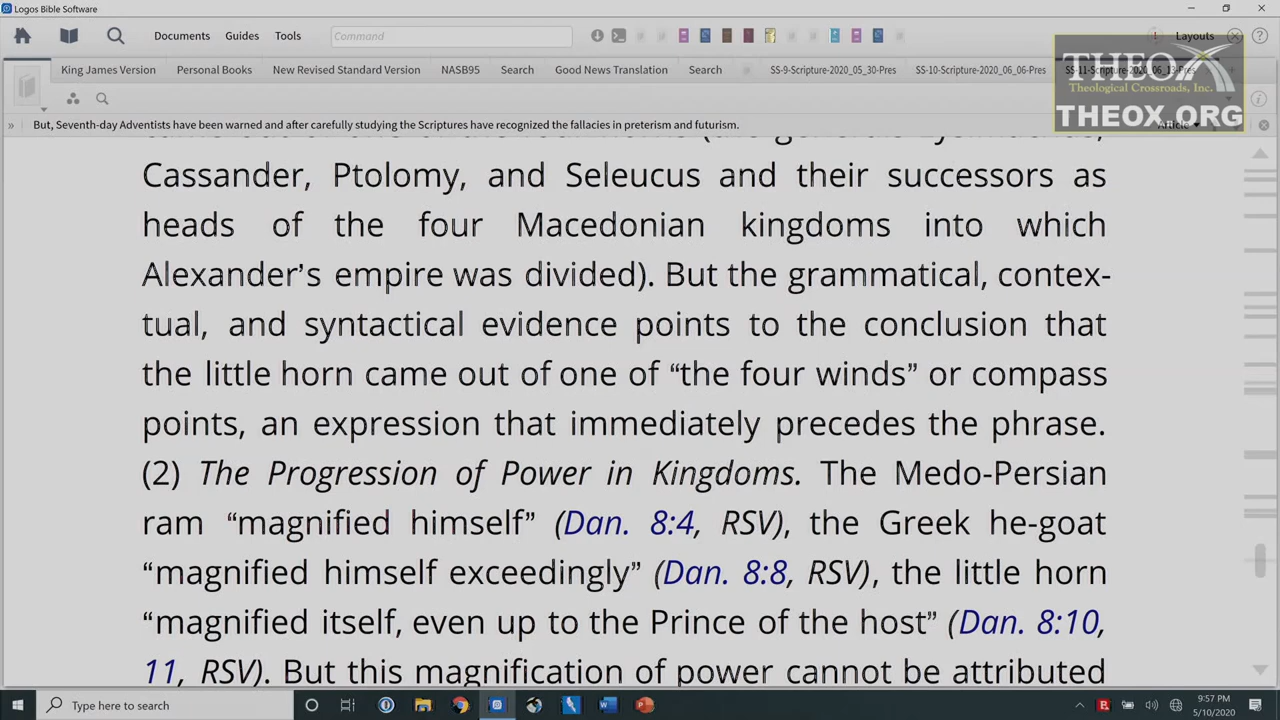 Logos Bible Software
Documents Guides Tools Command Layouts
THEOX
Theological Crossroads, Inc.
THEOX.ORG
King James Version Personal Books New Revised Standard NASB95 Search Good News Translation Search SS-9-Scripture-2020_05_30-Pres SS-10-Scripture-2020_06_06-Pres SS-11-Scripture-2020_06_13-Pres
» But, Seventh-day Adventists have been warned and after carefully studying the Scriptures have recognized the fallacies in preterism and futurism. Article
Cassander, Ptolomy, and Seleucus and their successors as
heads of the four Macedonian kingdoms into which
Alexander’s empire was divided). But the grammatical, contex-
tual, and syntactical evidence points to the conclusion that
the little horn came out of one of “the four winds” or compass
points, an expression that immediately precedes the phrase.
(2) The Progression of Power in Kingdoms. The Medo-Persian
ram “magnified himself” (Dan. 8:4, RSV), the Greek he-goat
“magnified himself exceedingly” (Dan. 8:8, RSV), the little horn
“magnified itself, even up to the Prince of the host” (Dan. 8:10,
11, RSV). But this magnification of power cannot be attributed
Type here to search
9:57 PM
5/10/2020